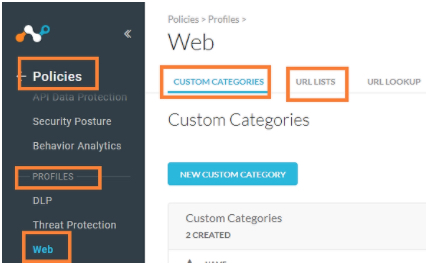 «
Policies
API Data Protection
Security Posture
Behavior Analytics
PROFILES
DLP
Threat Protection
Web
Policies > Profiles >
Web
CUSTOM CATEGORIES URL LISTS URL LOOKUP
Custom Categories
NEW CUSTOM CATEGORY
Custom Categories
2 CREATED
NAME